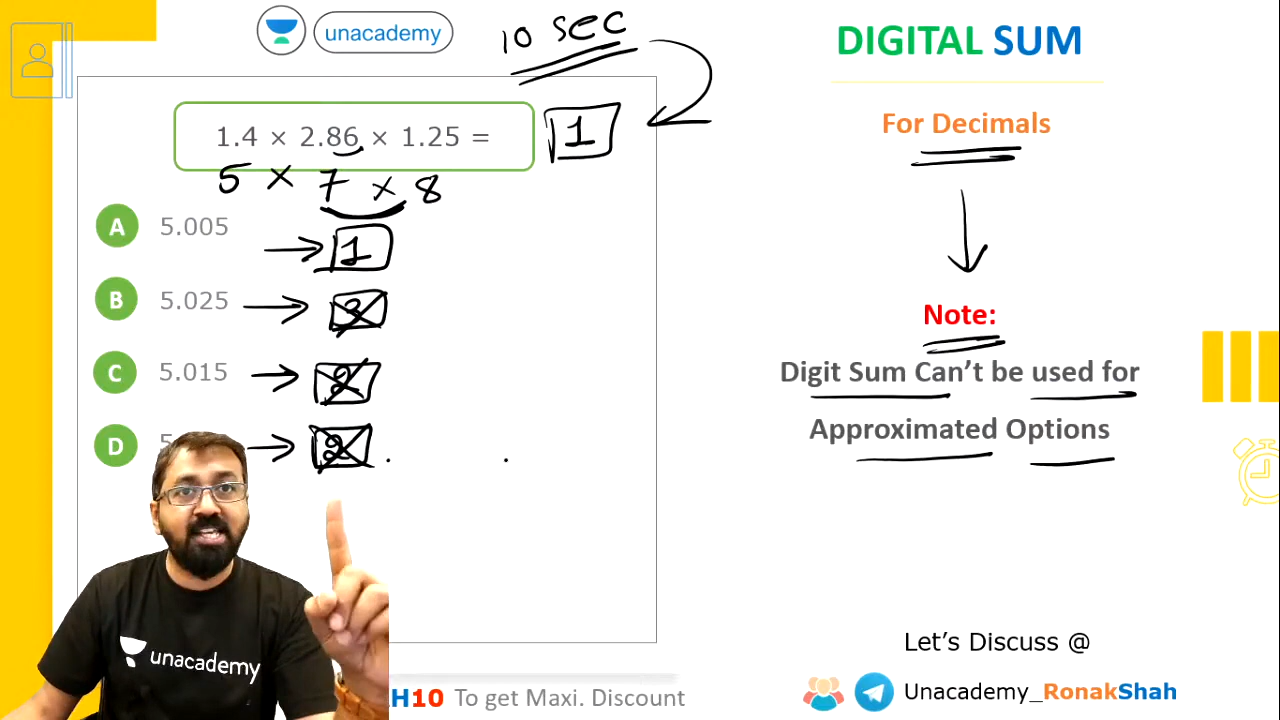 unacademy
10 sec
DIGITAL SUM
1.4 × 2.86 × 1.25 =
1
For Decimals
5 × 7 × 8
A 5.005
→ 1
B 5.025
→ 3
Note:
C 5.015
→ 2
Digit Sum Can't be used for
D
→
Approximated Options
unacademy
Let's Discuss @
H10 To get Maxi. Discount
Unacademy_RonakShah